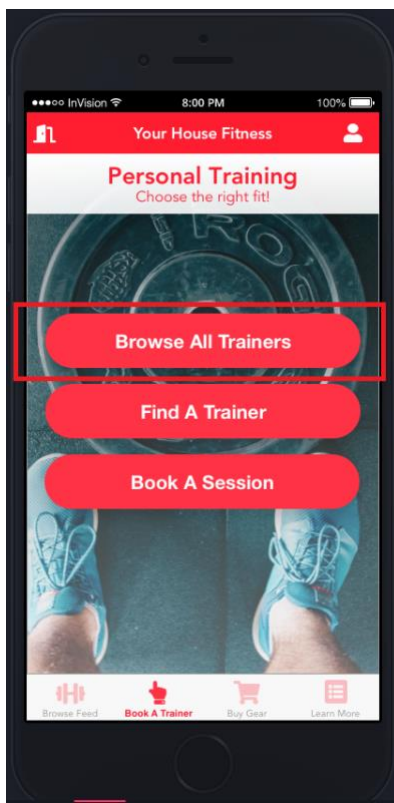 InVision 8:00 PM 100%
Your House Fitness
Personal Training
Choose the right fit!
ROG
Browse All Trainers
Find A Trainer
Book A Session
Browse Feed Book A Trainer Buy Gear Learn More